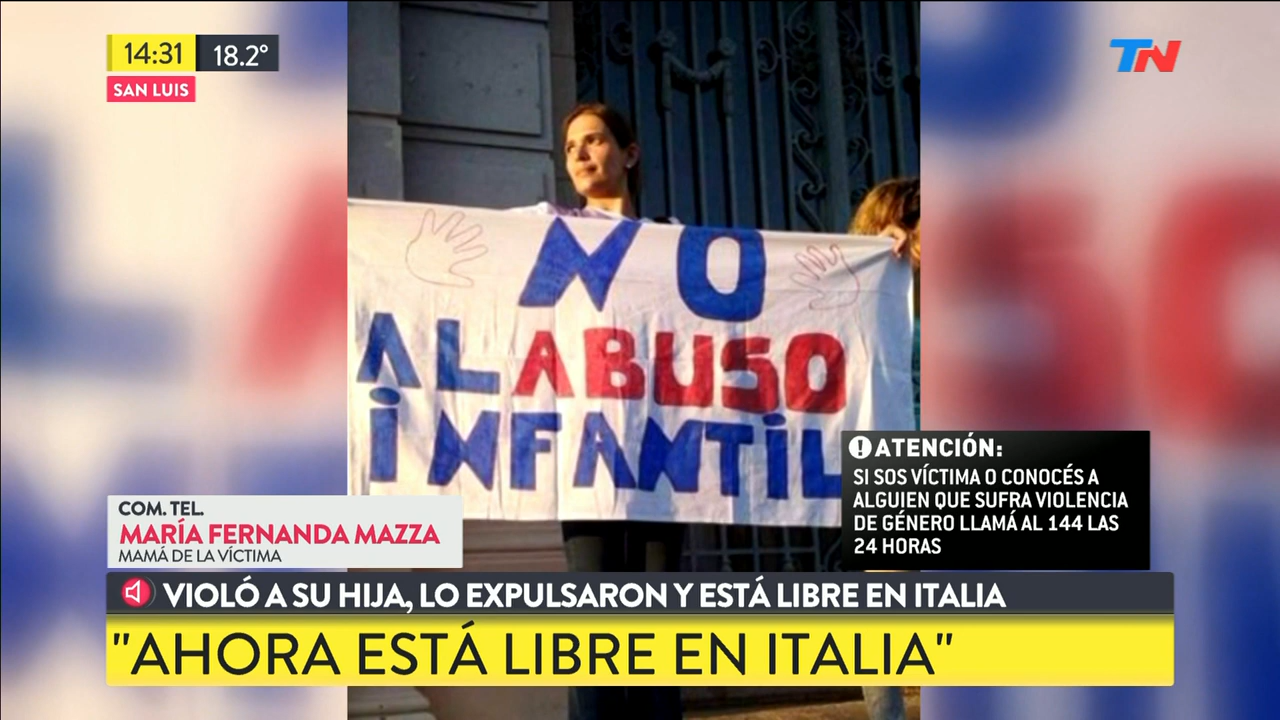 14:31 18.2°
SAN LUIS
TN
NO
AL ABUSO
iNFANTiL
ATENCIÓN:
SI SOS VÍCTIMA O CONOCÉS A
ALGUIEN QUE SUFRA VIOLENCIA
DE GÉNERO LLAMÁ AL 144 LAS
24 HORAS
COM. TEL.
MARÍA FERNANDA MAZZA
MAMÁ DE LA VÍCTIMA
VIOLÓ A SU HIJA, LO EXPULSARON Y ESTÁ LIBRE EN ITALIA
"AHORA ESTÁ LIBRE EN ITALIA"